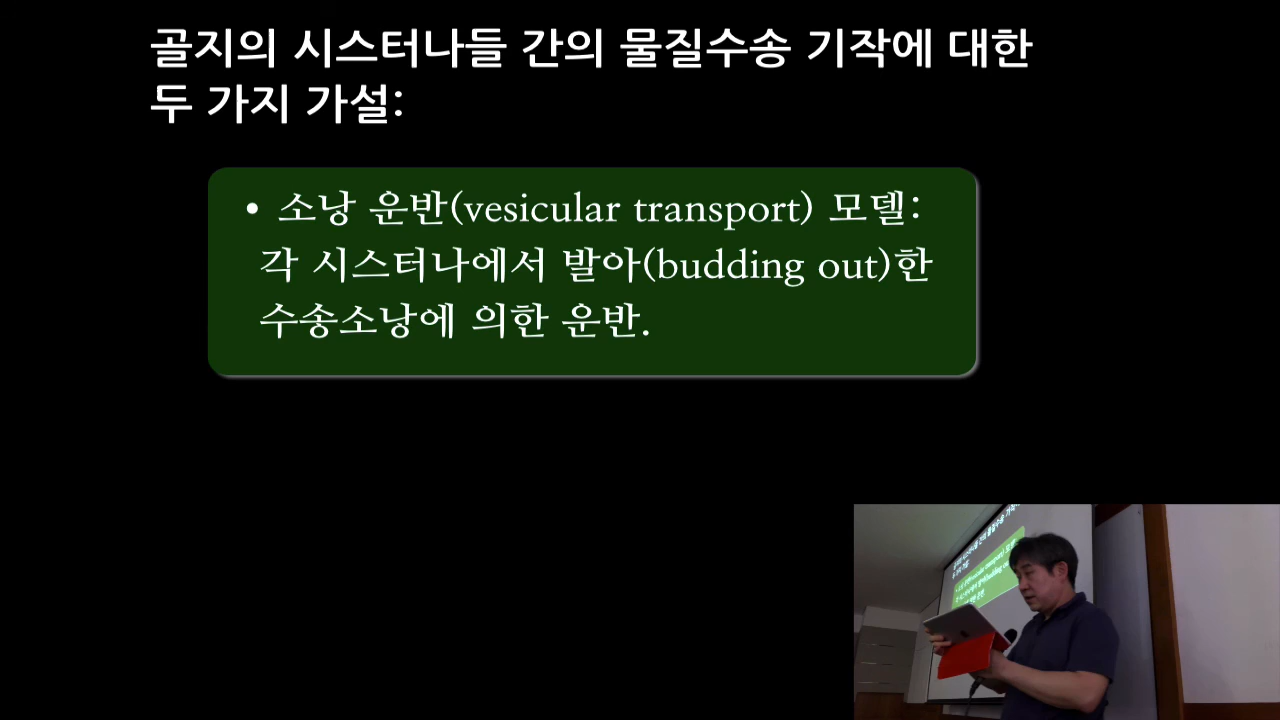 골지의 시스터나들 간의 물질수송 기작에 대한
두 가지 가설:
• 소낭 운반(vesicular transport) 모델:
각 시스터나에서 발아(budding out)한
수송소낭에 의한 운반.